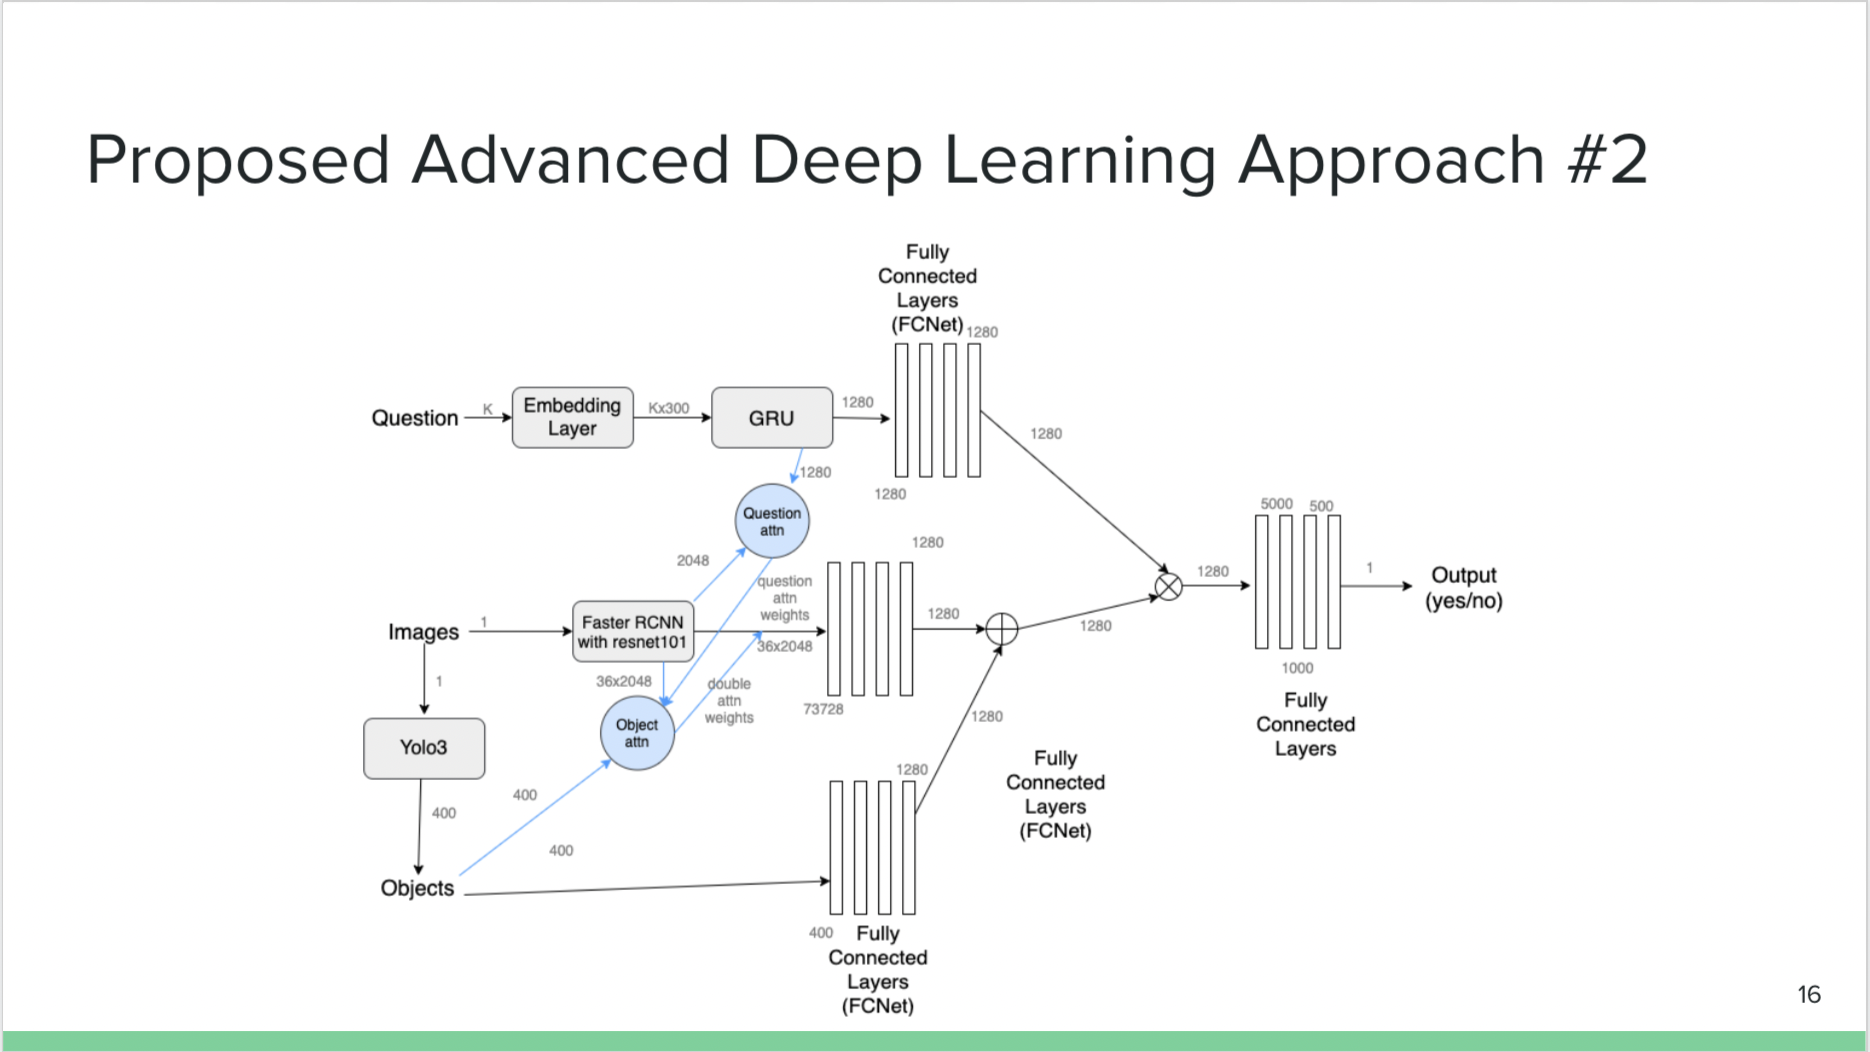 Proposed Advanced Deep Learning Approach #2
Fully
Connected
Layers
(FCNet)
1280
Question
K
Embedding
Layer
Kx300
GRU
1280
1280
1280
1280
Question
attn
2048
question
attn
weights
1280
Images
1
Faster RCNN
with resnet101
36x2048
1280
1280
1280
5000
500
1
Output
(yes/no)
1000
Fully
Connected
Layers
1
36x2048
double
attn
weights
73728
Object
attn
1280
Yolo3
400
400
400
Objects
1280
Fully
Connected
Layers
(FCNet)
400
Fully
Connected
Layers
(FCNet)
16